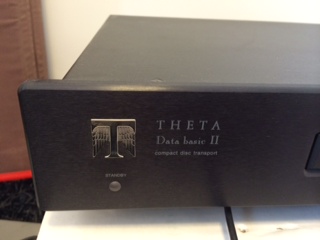 THETA
Data basic II
compact disc transport
STANDBY